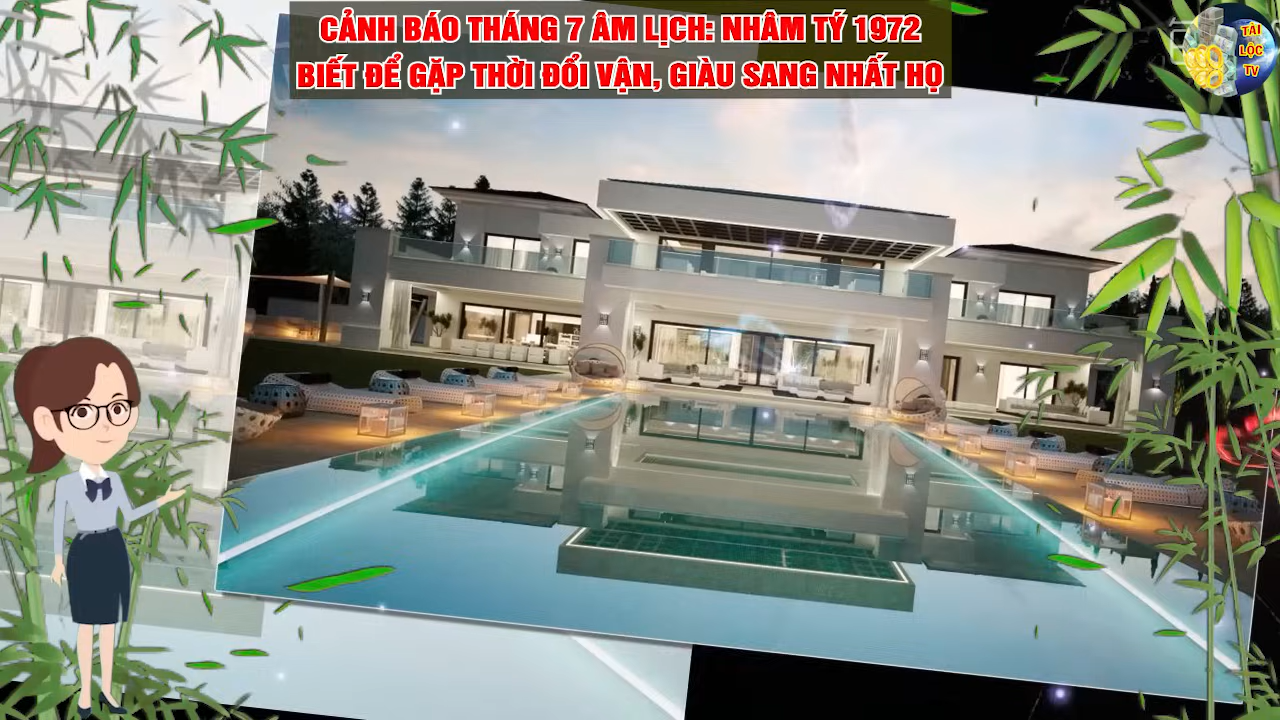 CẢNH BÁO THÁNG 7 ÂM LỊCH: NHÂM TÝ 1972
BIẾT ĐỂ GẶP THỜI ĐỔI VẬN, GIÀU SANG NHẤT HỌ
TÀI
LỘC
TV